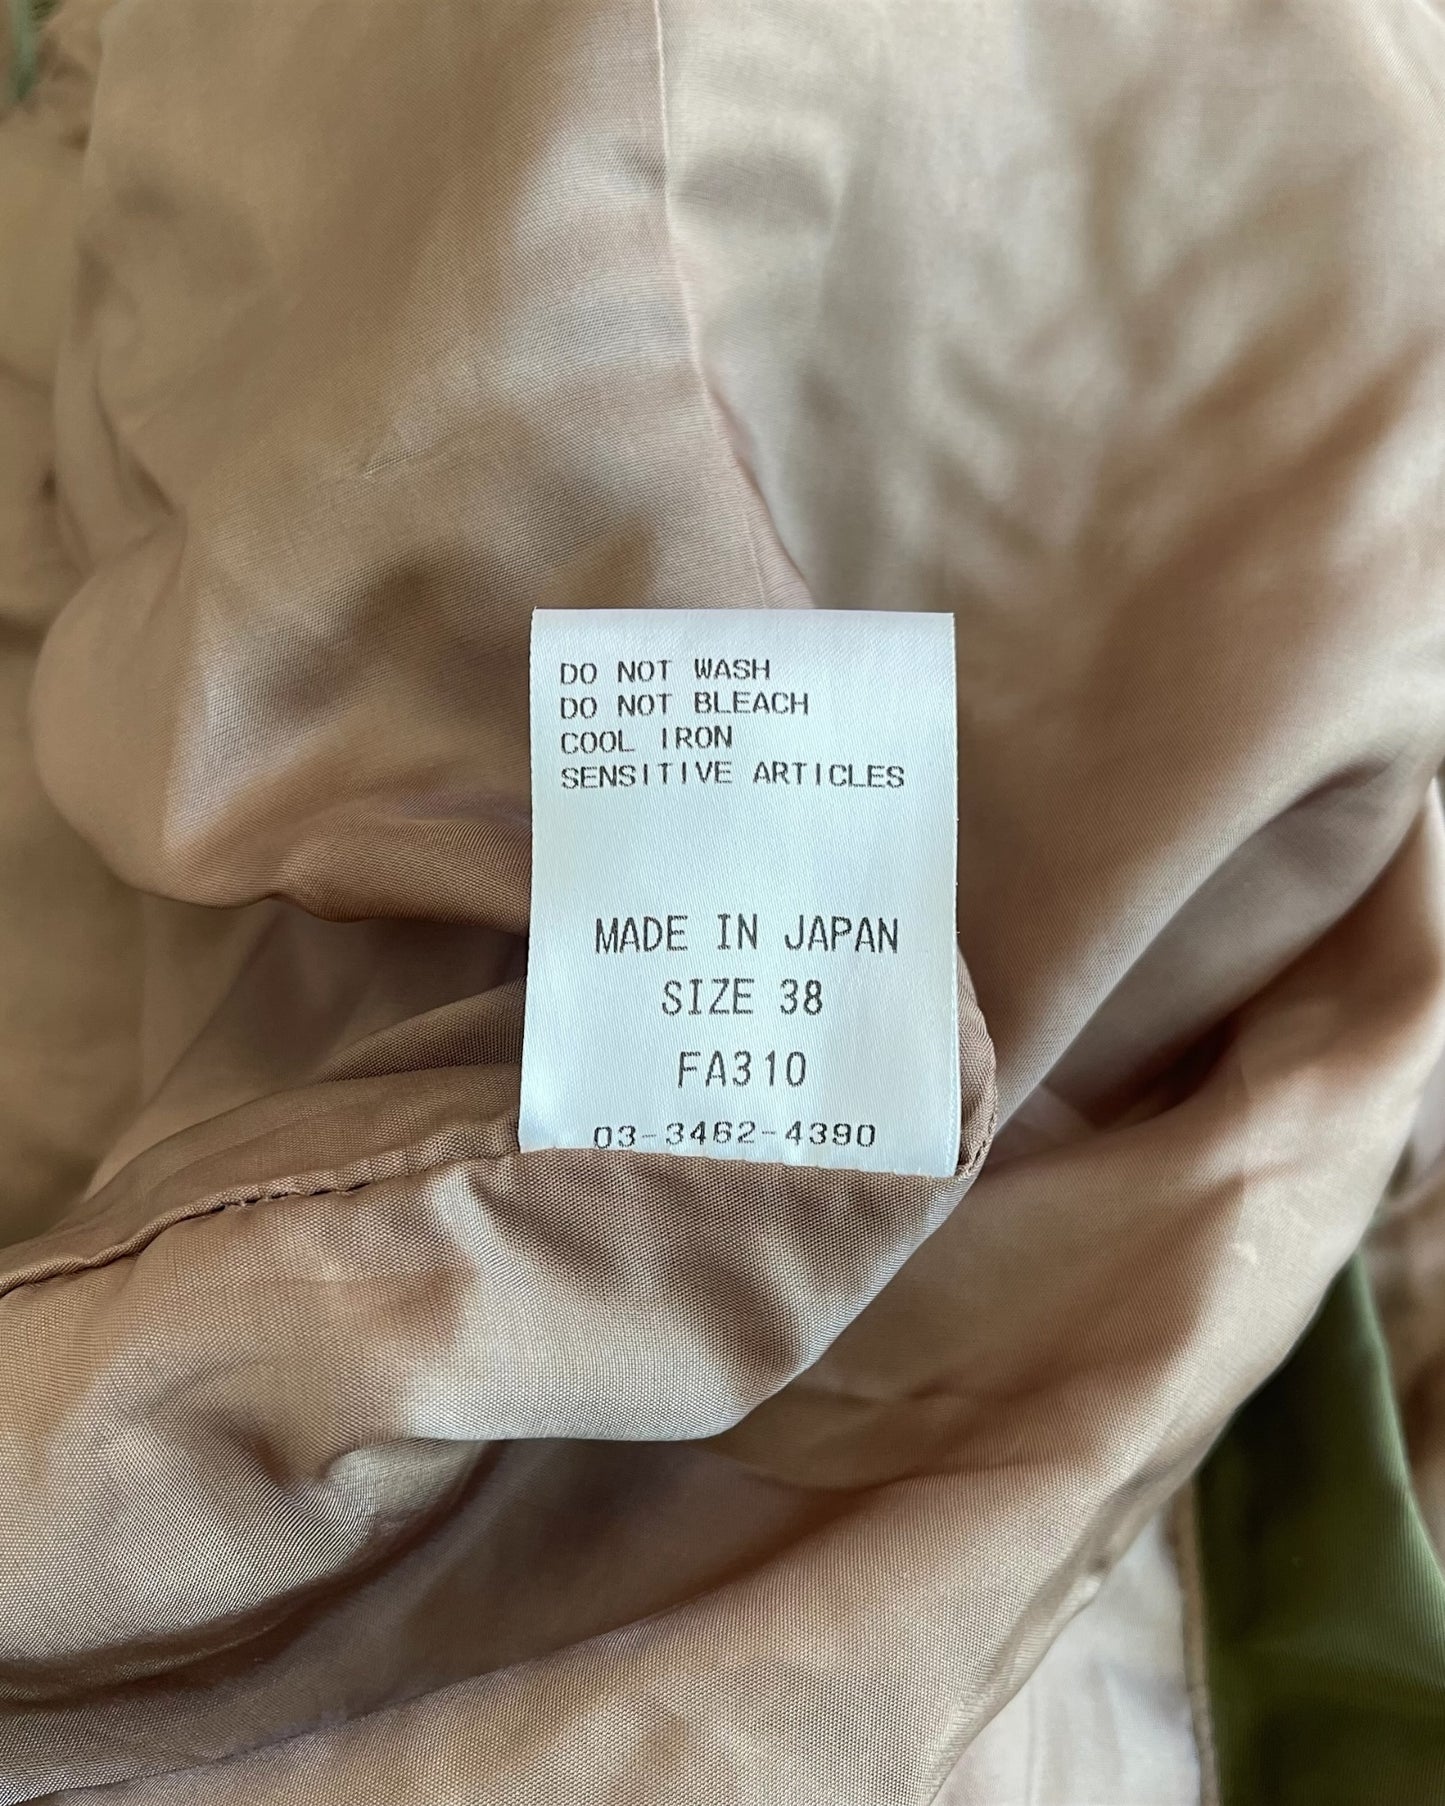 DO NOT WASH
DO NOT BLEACH
COOL IRON
SENSITIVE ARTICLES
MADE IN JAPAN
SIZE 38
FA310
03-3462-4390